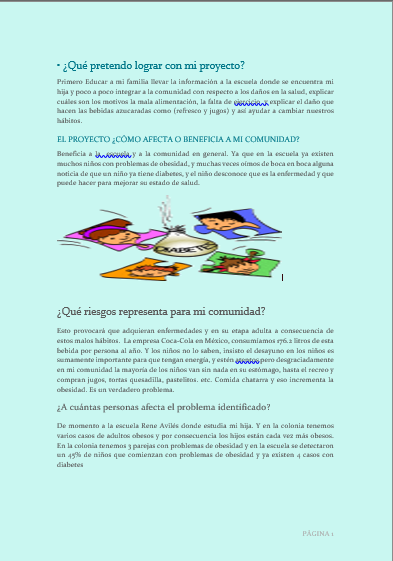 • ¿Qué pretendo lograr con mi proyecto?
Primero Educar a mi familia llevar la información a la escuela donde se encuentra mi
hija y poco a poco integrar a la comunidad con respecto a los daños en la salud, explicar
cuáles son los motivos la mala alimentación, la falta de ejercicio y explicar el daño que
hacen las bebidas azucaradas como (refresco y jugos) y así ayudar a cambiar nuestros
hábitos.
EL PROYECTO ¿CÓMO AFECTA O BENEFICIA A MI COMUNIDAD?
Beneficia a la escuela y a la comunidad en general. Ya que en la escuela ya existen
muchos niños con problemas de obesidad, y muchas veces oímos de boca en boca alguna
noticia de que un niño ya tiene diabetes, y el niño desconoce que es la enfermedad y que
puede hacer para mejorar su estado de salud.
DIABETES
¿Qué riesgos representa para mi comunidad?
Esto provocará que adquieran enfermedades y en su etapa adulta a consecuencia de
estos malos hábitos. La empresa Coca-Cola en México, consumíamos 176.2 litros de esta
bebida por persona al año. Y los niños no lo saben, insisto el desayuno en los niños es
sumamente importante para que tengan energía, y estén atentos pero desgraciadamente
en mi comunidad la mayoría de los niños van sin nada en su estómago, hasta el recreo y
compran jugos, tortas quesadilla, pastelitos. etc. Comida chatarra y eso incrementa la
obesidad. Es un verdadero problema.
¿A cuántas personas afecta el problema identificado?
De momento a la escuela Rene Avilés donde estudia mi hija. Y en la colonia tenemos
varios casos de adultos obesos y por consecuencia los hijos están cada vez más obesos.
En la colonia tenemos 3 parejas con problemas de obesidad y en la escuela se detectaron
un 45% de niños que comienzan con problemas de obesidad y ya existen 4 casos con
diabetes
PÁGINA 1